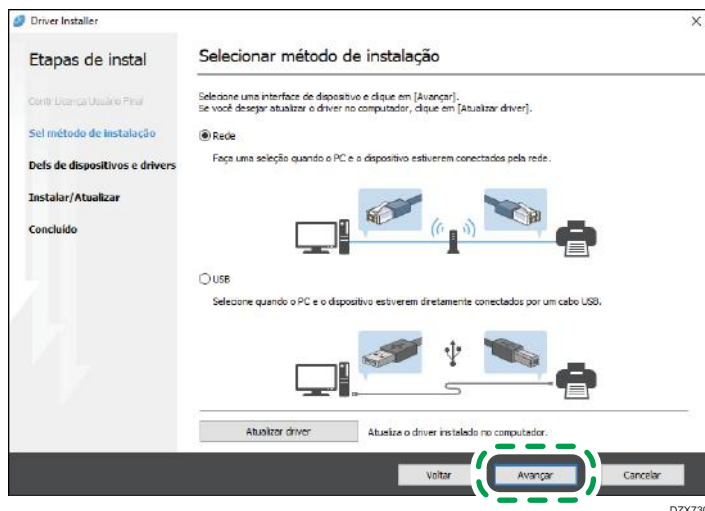 Driver Installer
Etapas de instal
Selecionar método de instalação
Contr Licença Usuário Final
Sel método de instalação
Defs de dispositivos e drivers
Instalar/Atualizar
Concluído
Selecione uma interface de dispositivo e clique em [Avançar].
Se você desejar atualizar o driver no computador, clique em [Atualizar driver].
Rede
Faça uma seleção quando o PC e o dispositivo estiverem conectados pela rede.
USB
Selecione quando o PC e o dispositivo estiverem diretamente conectados por um cabo USB.
Atualizar driver
Atualiza o driver instalado no computador.
Voltar
Avançar
Cancelar
DZX730